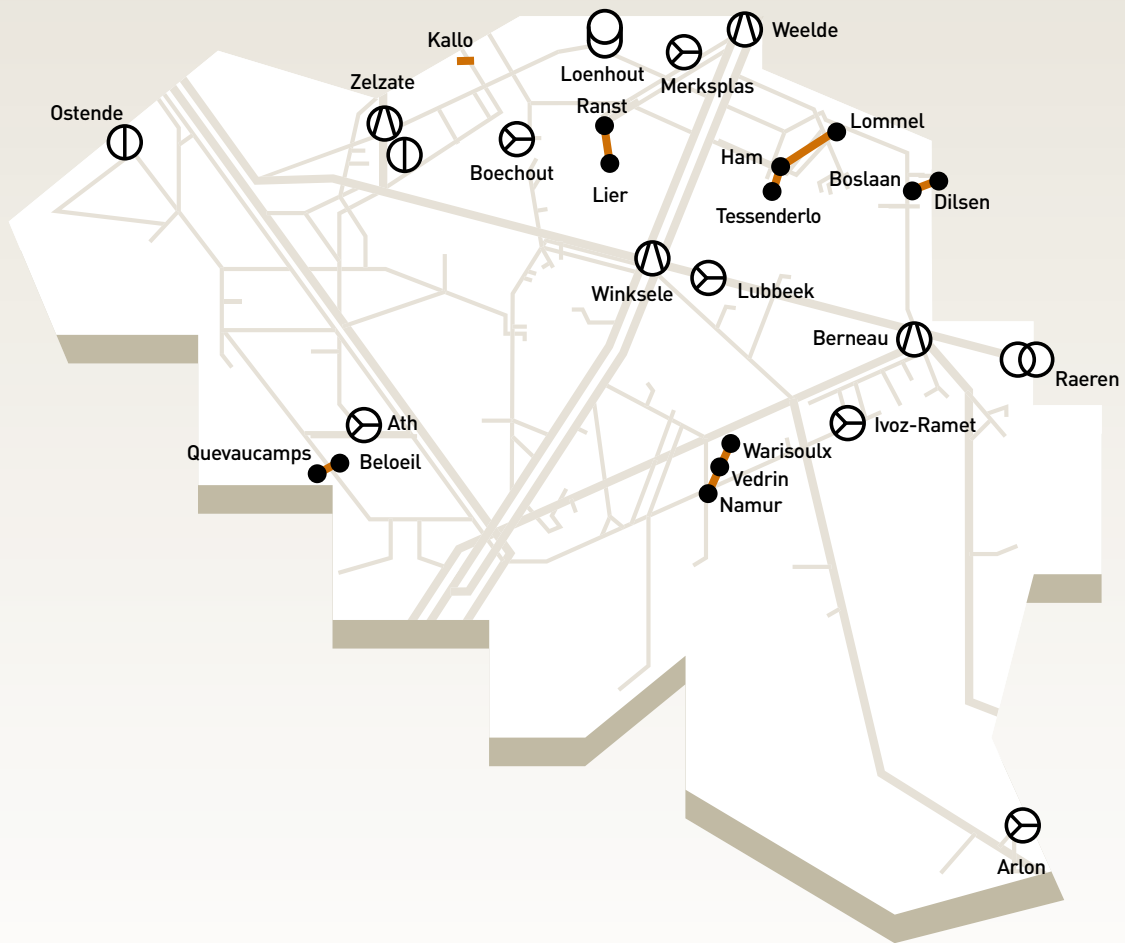 Weelde
Kallo
Loenhout
Zelzate
Merksplas
Ostende
Ranst
Lommel
Ham
Boechout
Boslaan
Lier
Dilsen
Tessenderlo
Winksele
Lubbeek
Berneau
Raeren
Ath
Ivoz-Ramet
Quevaucamps
Beloeil
Warisoulx
Vedrin
Namur
Arlon